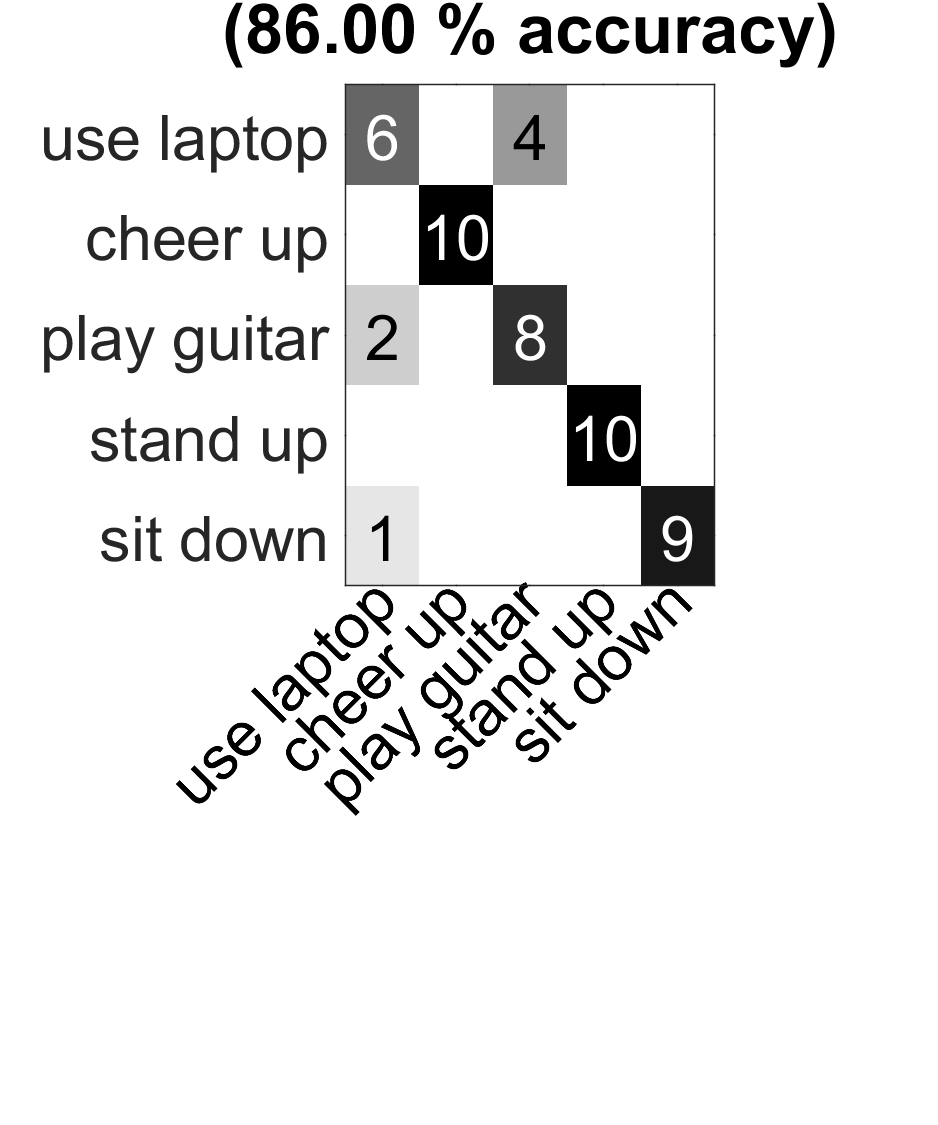 (86.00 % accuracy)
use laptop 6 4
cheer up 10
play guitar 2 8
stand up 10
sit down 1 9
use laptop
cheer up
play guitar
stand up
sit down